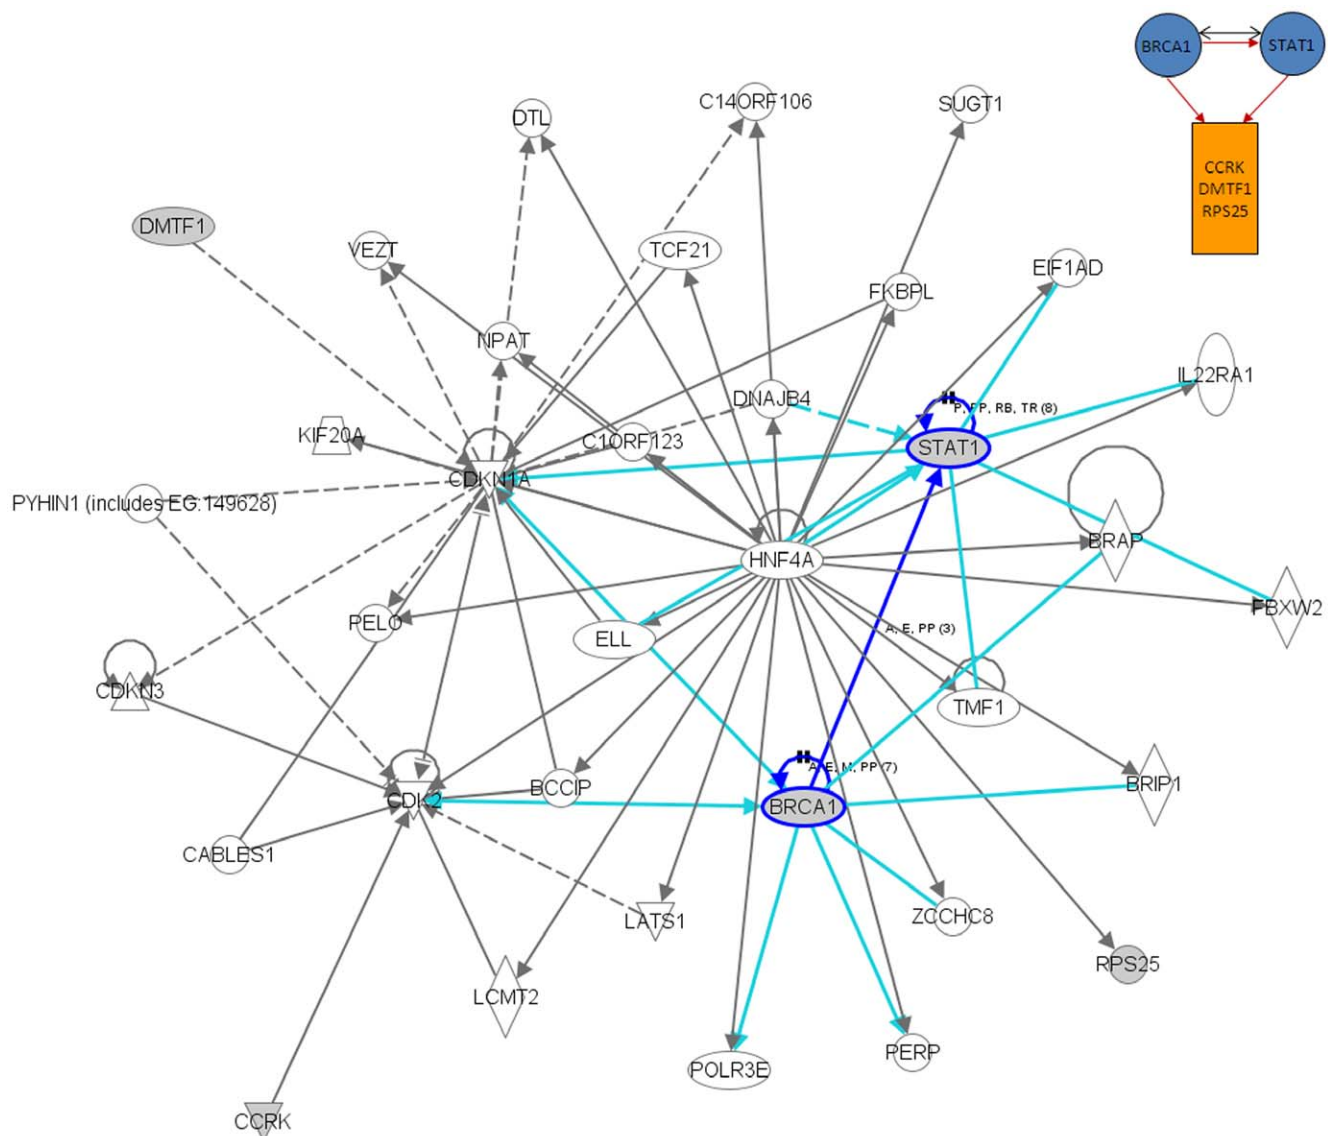 BRCA1
STAT1
CCRK
DMTF1
RPS25
C14ORF106
SUGT1
DTL
DMTF1
VEZT
TCF21
EIF1AD
FKBPL
NPAT
IL22RA1
DNAJB4
P, PP, RB, TR (8)
KIF20A
C1ORF123
STAT1
CDKN1A
PYHIN1 (includes EG:149628)
BRAP
HNF4A
FBXW2
PELO
ELL
A, E, PP (3)
CDKN3
TMF1
A, E, M, PP (7)
BRIP1
BCCIP
CDK2
BRCA1
CABLES1
LATS1
ZCCHC8
RPS25
LCMT2
PERP
POLR3E
CCRK